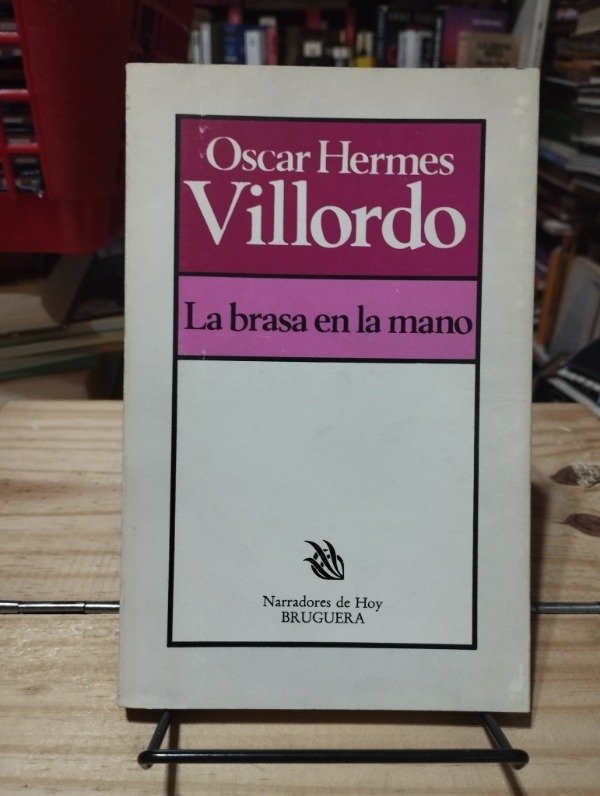 Oscar Hermes
Villordo
La brasa en la mano
Narradores de Hoy
BRUGUERA